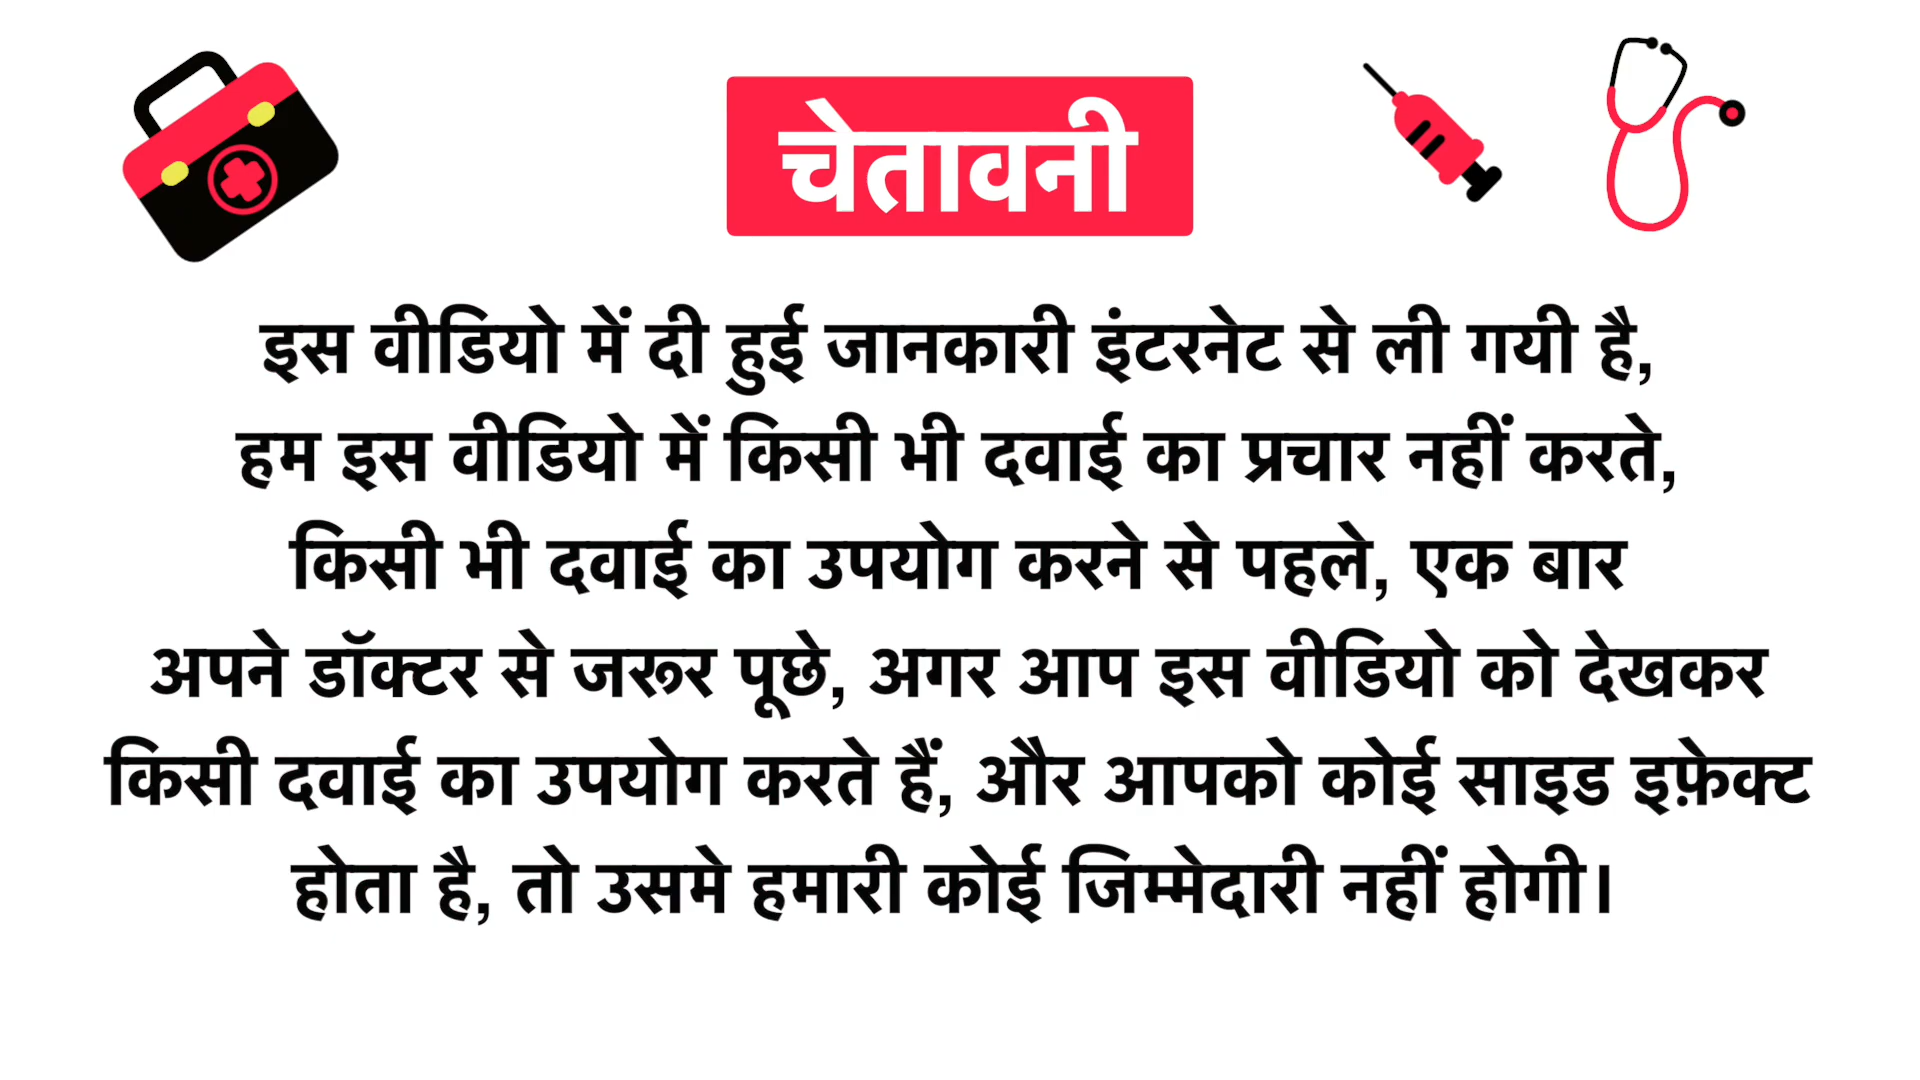 चेतावनी
इस वीडियो में दी हुई जानकारी इंटरनेट से ली गयी है,
हम इस वीडियो में किसी भी दवाई का प्रचार नहीं करते,
किसी भी दवाई का उपयोग करने से पहले, एक बार
अपने डॉक्टर से जरूर पूछे, अगर आप इस वीडियो को देखकर
किसी दवाई का उपयोग करते हैं, और आपको कोई साइड इफ़ेक्ट
होता है, तो उसमे हमारी कोई जिम्मेदारी नहीं होगी।